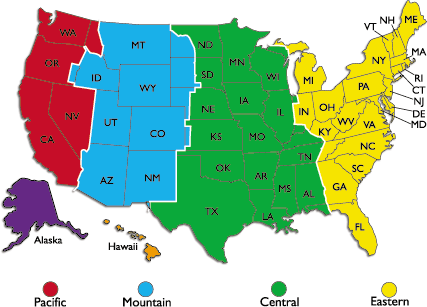 WA
MT
ND
MN
VT
NH
ME
OR
ID
SD
WI
MI
NY
MA
WY
RI
CT
NJ
PA
NL
IA
IL
IN
OH
DE
MD
NV
UT
CO
KS
MO
KY
WV
VA
CA
NC
AZ
NM
OK
AR
TN
SC
TX
MS
AL
GA
LA
FL
Alaska
Hawaii
Pacific
Mountain
Central
Eastern